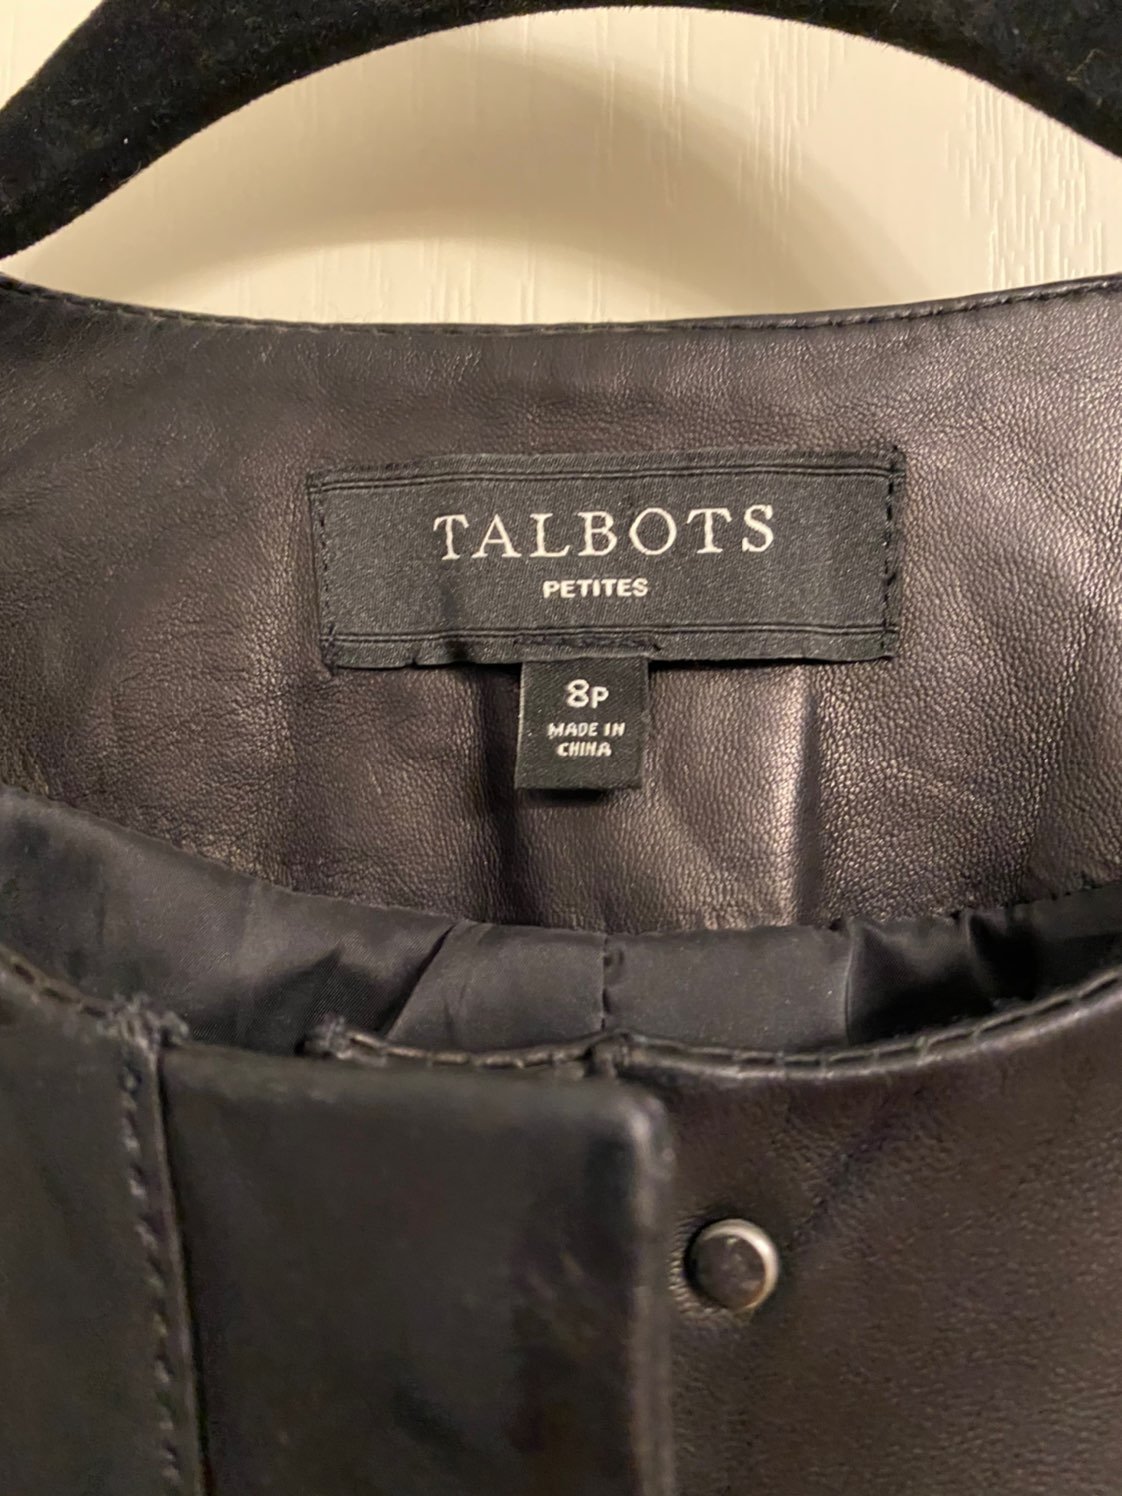 TALBOTS
PETITES
8P
MADE IN
CHINA